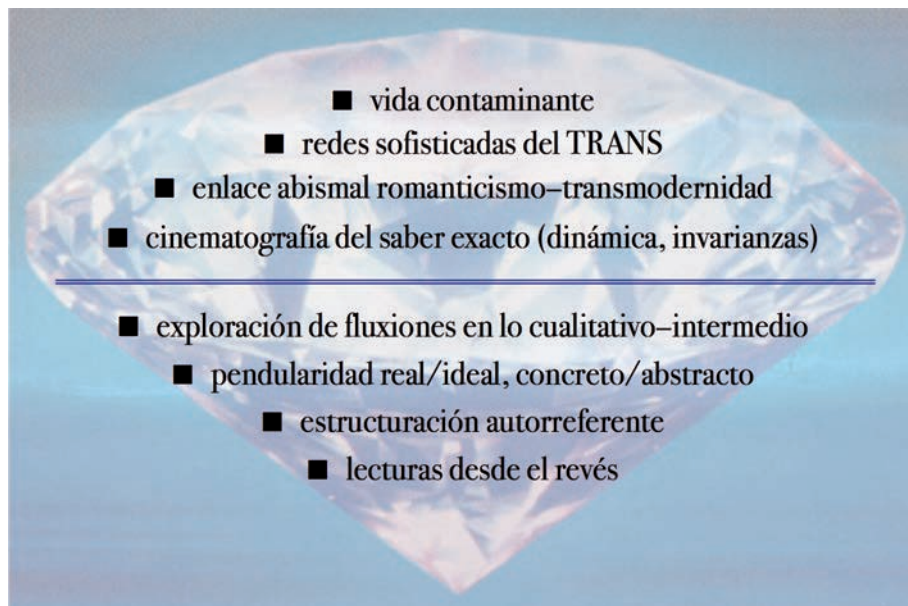 ■ vida contaminante
■ redes sofisticadas del TRANS
■ enlace abismal romanticismo–transmodernidad
■ cinematografía del saber exacto (dinámica, invarianzas)
■ exploración de fluxiones en lo cualitativo–intermedio
■ pendularidad real/ideal, concreto/abstracto
■ estructuración autorreferente
■ lecturas desde el revés